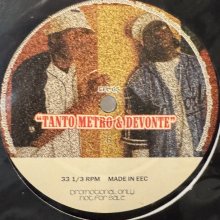 "TANTO METRO & DEVONTE"
33 1/3 RPM MADE IN EEC
promotional only
not for sale